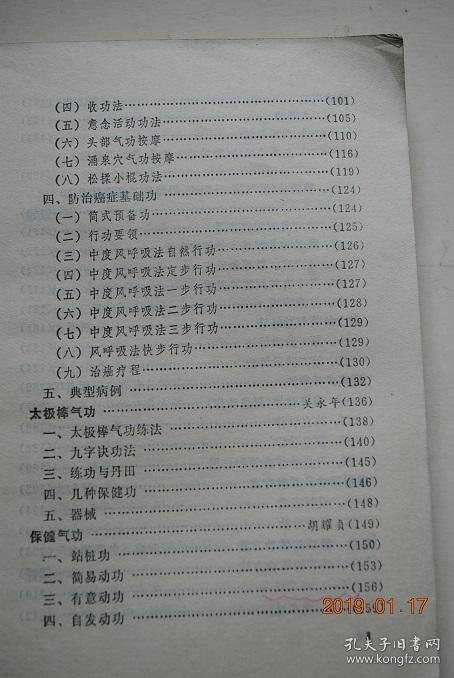 (四)收功法……(101)
(五)意念活动功法……(105)
(六)头部气功按摩……(110)
(七)涌泉穴气功按摩……(116)
(八)松揉小棍功法……(119)
四、防治癌症基础功……(124)
(一)简式预备功……(124)
(二)行功要领……(125)
(三)中度风呼吸法自然行功……(126)
(四)中度风呼吸法定步行功……(127)
(五)中度风呼吸法一步行功……(127)
(六)中度风呼吸法二步行功……(128)
(七)中度风呼吸法三步行功……(129)
(八)风呼吸法快步行功……(129)
(九)治癌疗程……(130)
五、典型病例……(132)
太极棒气功……关永年(136)
一、太极棒气功练法……(138)
二、九字诀功法……(140)
三、练功与丹田……(145)
四、几种保健功……(146)
五、器械……(148)
保健气功……胡耀贞(149)
一、站桩功……(150)
二、简易动功……(153)
三、有意动功……(156)
四、自发动功……159)
2019.01.17
孔夫子旧书网